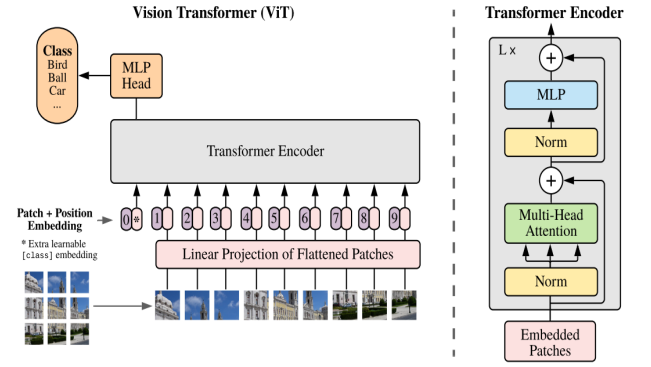 Vision Transformer (ViT)
Class
Bird
Ball
Car
...
MLP
Head
Transformer Encoder
Patch + Position
Embedding
* Extra learnable
[class] embedding
0 * 1 2 3 4 5 6 7 8 9
Linear Projection of Flattened Patches
Transformer Encoder
L x
+
MLP
Norm
+
Multi-Head
Attention
Norm
Embedded
Patches